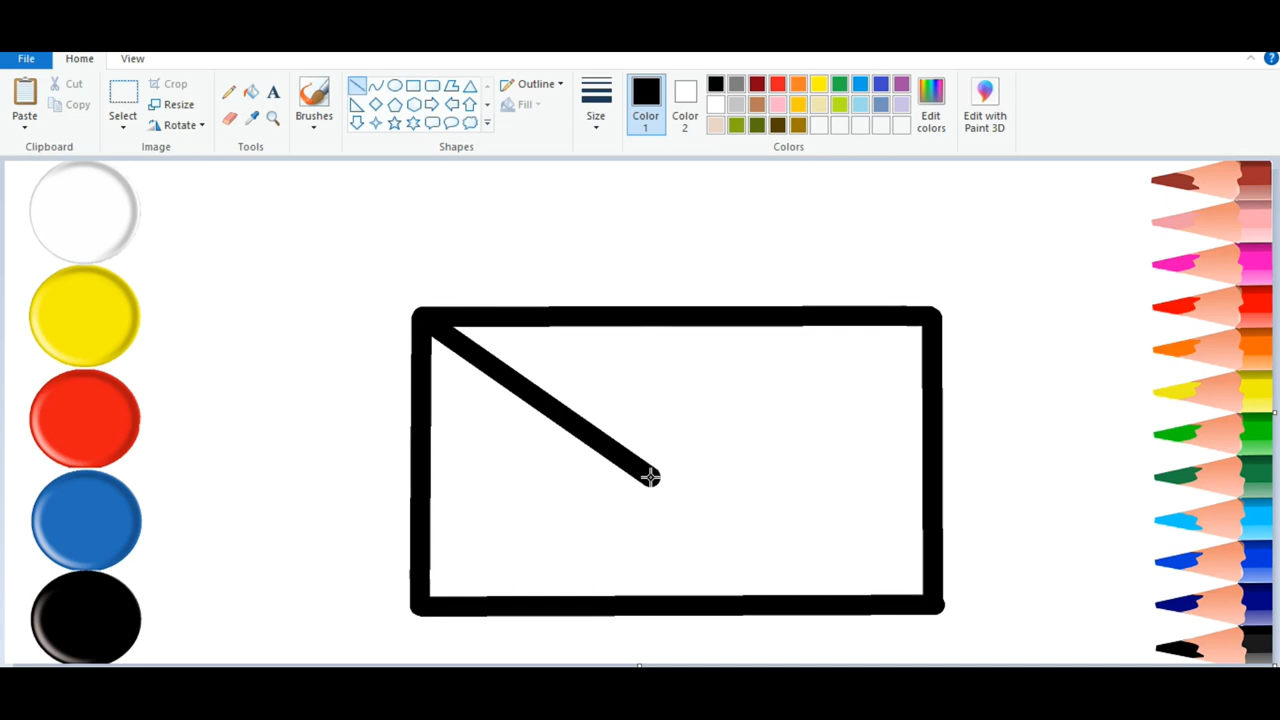 File Home View
Paste
Cut
Copy
Clipboard
Select
Crop
Resize
Rotate
Image
A
Tools
Brushes
Outline
Fill
Shapes
Size
Color 1
Color 2
Edit colors
Colors
Edit with Paint 3D
?